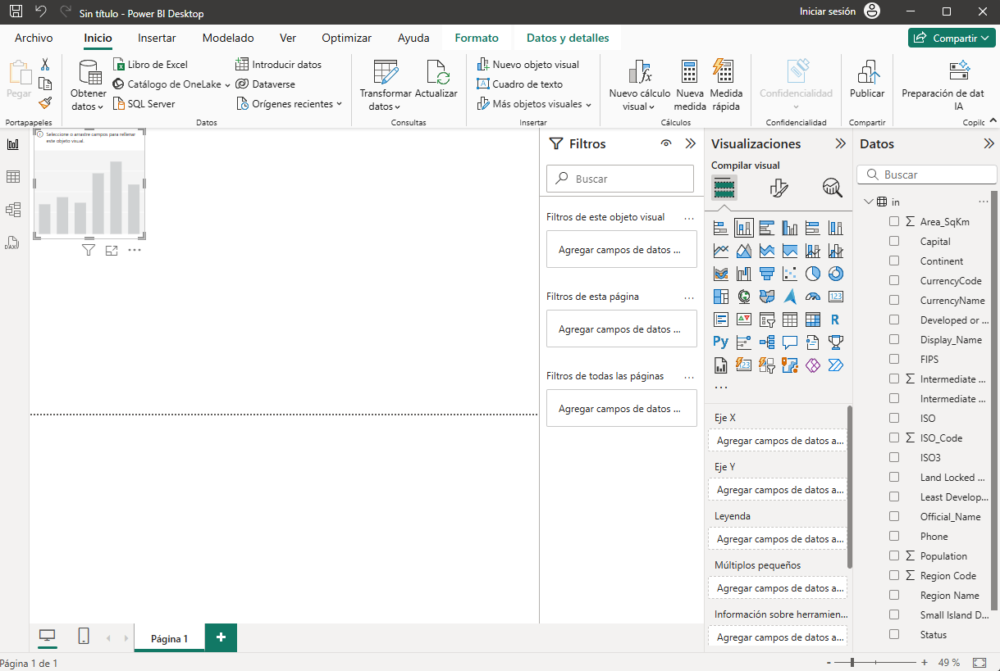 Sin título - Power BI Desktop
Iniciar sesión
Archivo
Inicio
Insertar
Modelado
Ver
Optimizar
Ayuda
Formato
Datos y detalles
Compartir
Pegar
Portapapeles
Obtener
datos
Libro de Excel
Catálogo de OneLake
SQL Server
Introducir datos
Dataverse
Orígenes recientes
Datos
Transformar
datos
Actualizar
Consultas
Nuevo objeto visual
Cuadro de texto
Más objetos visuales
Insertar
Nuevo cálculo
visual
Nueva
medida
Medida
rápida
Cálculos
Confidencialidad
Confidencialidad
Publicar
Compartir
Preparación de dat
IA
Copilc
DAX
Seleccione o arrastre campos para rellenar
este objeto visual.
Filtros
Buscar
Filtros de este objeto visual
...
Agregar campos de datos ...
Filtros de esta página
...
Agregar campos de datos ...
Filtros de todas las páginas
...
Agregar campos de datos ...
Visualizaciones
Compilar visual
123
R
Py
123
...
Eje X
Agregar campos de datos a...
Eje Y
Agregar campos de datos a...
Leyenda
Agregar campos de datos a...
Múltiplos pequeños
Agregar campos de datos a...
Información sobre herramien...
Agregar campos de datos a...
Datos
Buscar
in
...
Σ Area_SqKm
Capital
Continent
CurrencyCode
CurrencyName
Developed or ...
Display_Name
FIPS
Σ Intermediate ...
Intermediate ...
ISO
Σ ISO_Code
ISO3
Land Locked ...
Least Develop...
Official_Name
Phone
Σ Population
Σ Region Code
Region Name
Small Island D...
Status
Página 1
+
Página 1 de 1
- + 49 %